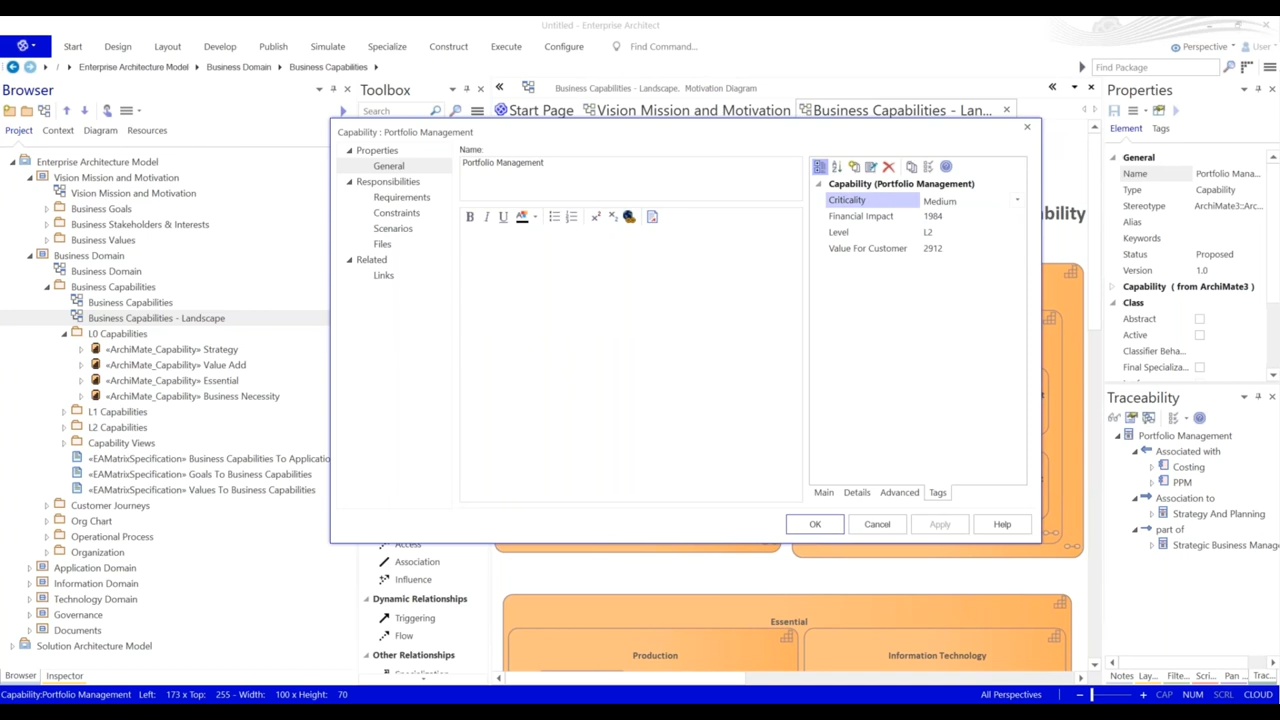 Untitled - Enterprise Architect
Start Design Layout Develop Publish Simulate Specialize Construct Execute Configure Find Command... Perspective User
/ Enterprise Architecture Model Business Domain Business Capabilities Find Package
Browser
Project Context Diagram Resources
Enterprise Architecture Model
Vision Mission and Motivation
Vision Mission and Motivation
Business Goals
Business Stakeholders & Interests
Business Values
Business Domain
Business Domain
Business Capabilities
Business Capabilities
Business Capabilities - Landscape
L0 Capabilities
«ArchiMate_Capability» Strategy
«ArchiMate_Capability» Value Add
«ArchiMate_Capability» Essential
«ArchiMate_Capability» Business Necessity
L1 Capabilities
L2 Capabilities
Capability Views
«EAMatrixSpecification» Business Capabilities To Applicatio
«EAMatrixSpecification» Goals To Business Capabilities
«EAMatrixSpecification» Values To Business Capabilities
Customer Journeys
Org Chart
Operational Process
Organization
Application Domain
Information Domain
Technology Domain
Governance
Documents
Solution Architecture Model
Browser Inspector
Toolbox
Search
Access
Association
Influence
Dynamic Relationships
Triggering
Flow
Other Relationships
Specialization
Business Capabilities - Landscape. Motivation Diagram
Start Page Vision Mission and Motivation Business Capabilities - Lan...
Capability : Portfolio Management
Properties
General
Responsibilities
Requirements
Constraints
Scenarios
Files
Related
Links
Name:
Portfolio Management
B I U
Capability (Portfolio Management)
Criticality Medium
Financial Impact 1984
Level L2
Value For Customer 2912
Main Details Advanced Tags
OK Cancel Apply Help
bility
Essential
Production Information Technology
Properties
Element Tags
General
Name Portfolio Mana...
Type Capability
Stereotype ArchiMate3::Arc...
Alias
Keywords
Status Proposed
Version 1.0
Capability ( from ArchiMate3 )
Class
Abstract
Active
Classifier Beha...
Final Specializa...
Traceability
Portfolio Management
Associated with
Costing
PPM
Association to
Strategy And Planning
part of
Strategic Business Manag
Notes Lay... Filte... Scri... Pan ... Trac...
Capability:Portfolio Management Left: 173 x Top: 255 - Width: 100 x Height: 70 All Perspectives CAP NUM SCRL CLOUD